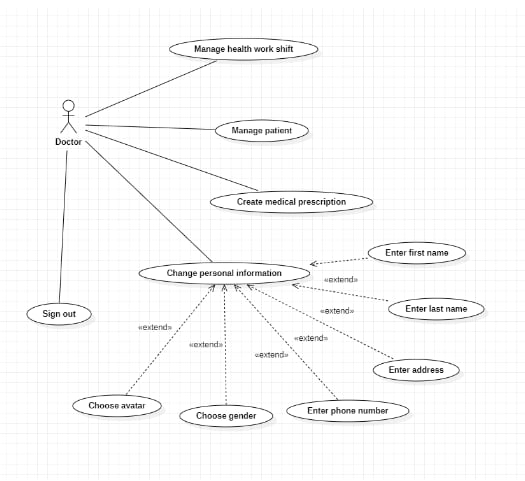 Manage health work shift
Manage patient
Doctor
Create medical prescription
Enter first name
Change personal information
«extend»
Enter last name
Sign out
«extend»
«extend»
«extend»
«extend»
«extend»
Enter address
Choose avatar
Choose gender
Enter phone number